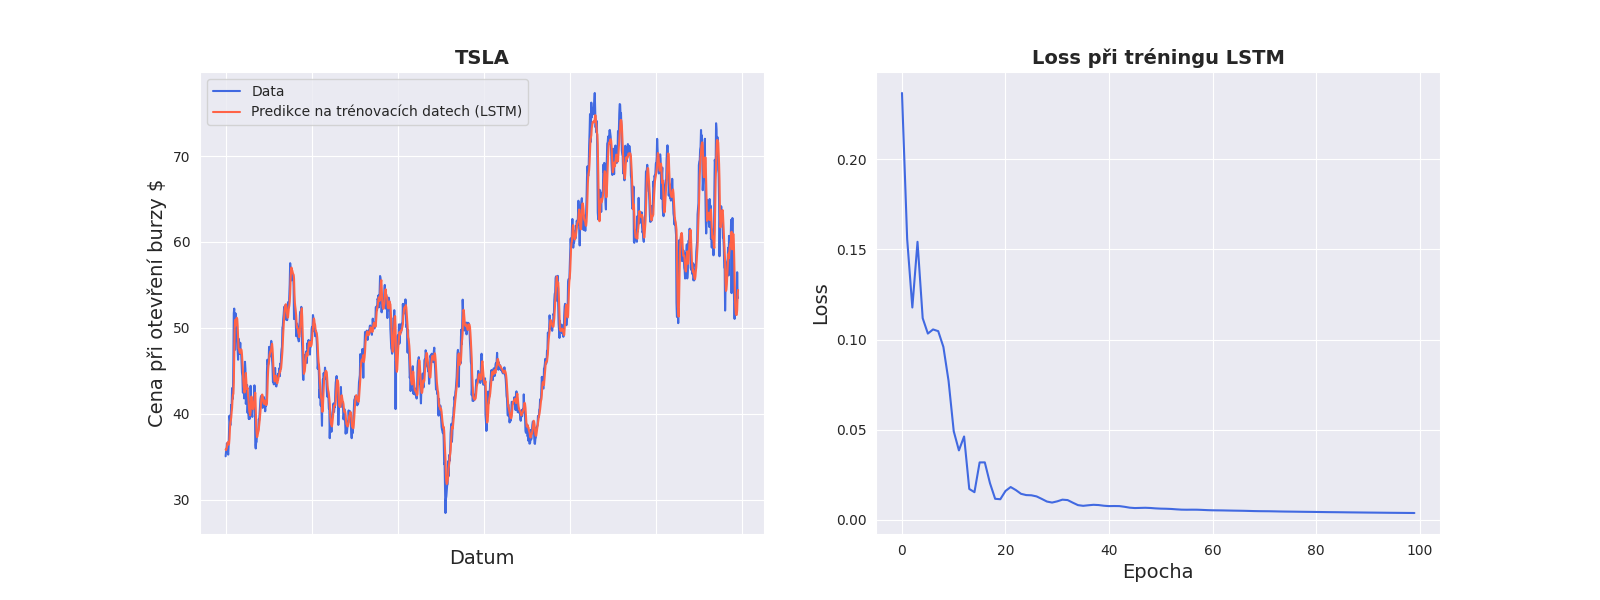 TSLA
Data
Predikce na trénovacích datech (LSTM)
70
60
50
40
30
Cena při otevření burzy $
Datum
Loss při tréningu LSTM
0.20
0.15
0.10
0.05
0.00
Loss
0 20 40 60 80 100
Epocha